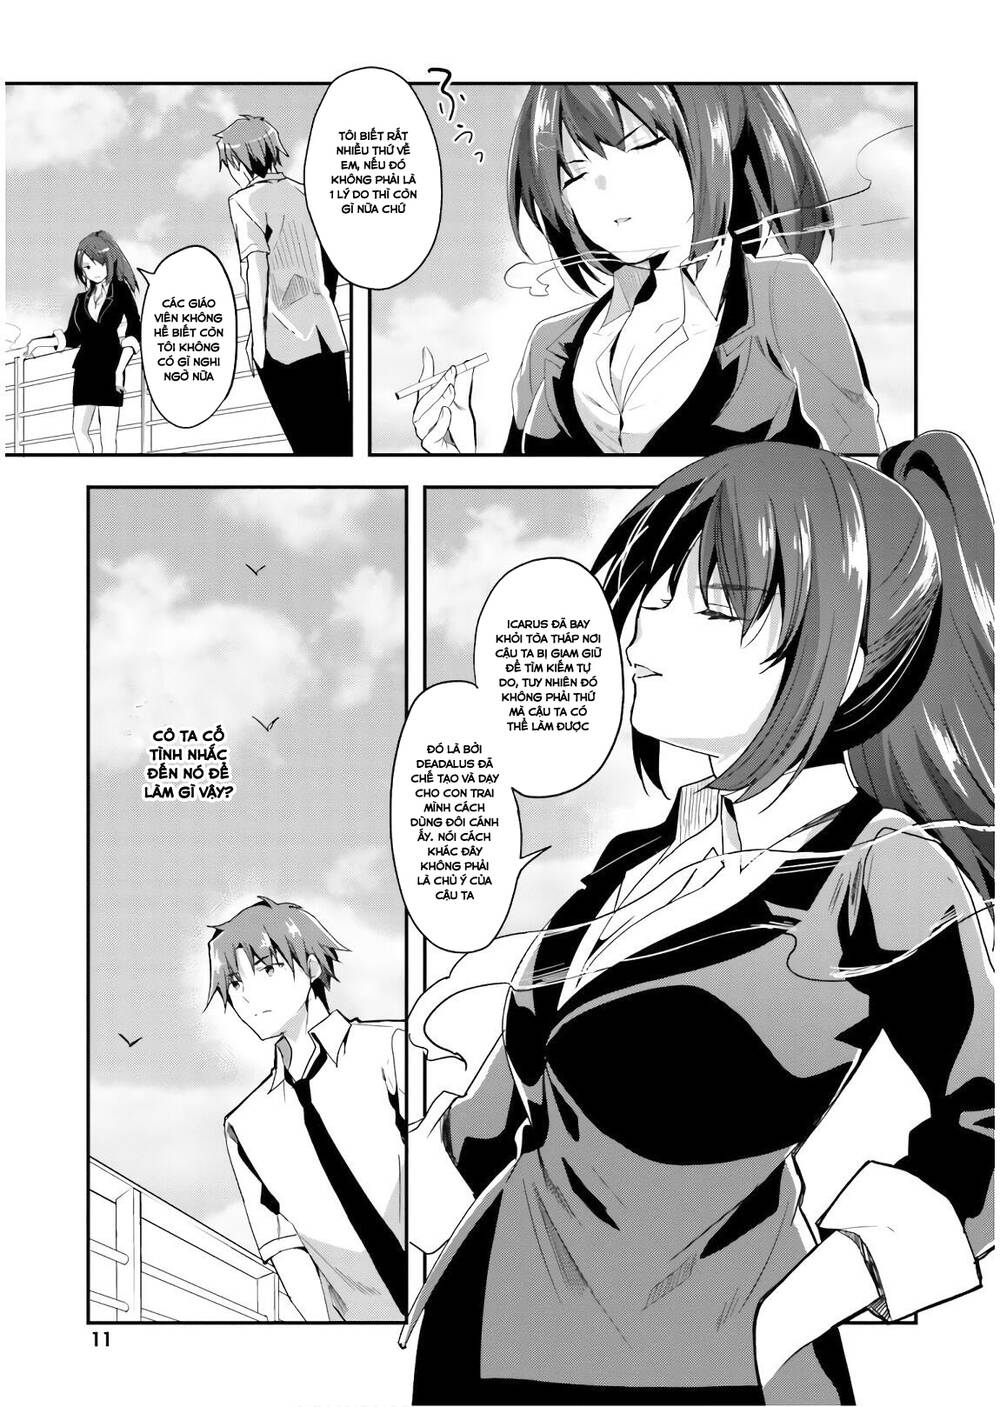 ふぅ
TÔI BIẾT RẤT
NHIỀU THỨ VỀ
EM, NẾU ĐÓ
KHÔNG PHẢI LÀ
1 LÝ DO THÌ CÒN
GÌ NỮA CHỨ
CÁC GIÁO
VIÊN KHÔNG
HỀ BIẾT CÒN
TÔI KHÔNG
CÓ GÌ NGHI
NGỜ NỮA
ICARUS ĐÃ BAY
KHỎI TÒA THÁP NƠI
CẬU TA BỊ GIAM GIỮ
ĐỂ TÌM KIẾM TỰ
DO, TUY NHIÊN ĐÓ
KHÔNG PHẢI THỨ
MÀ CẬU TA CÓ
THỂ LÀM ĐƯỢC
ĐÓ LÀ BỞI
DEADALUS ĐÃ
CHẾ TẠO VÀ DẠY
CHO CON TRAI
MÌNH CÁCH
DÙNG ĐÔI CÁNH
ẤY. NÓI CÁCH
KHÁC ĐÂY
KHÔNG PHẢI
LÀ CHỦ Ý CỦA
CẬU TA
CÔ TA CỐ
TÌNH NHẮC
ĐẾN NÓ ĐỂ
LÀM GÌ VẬY?
11